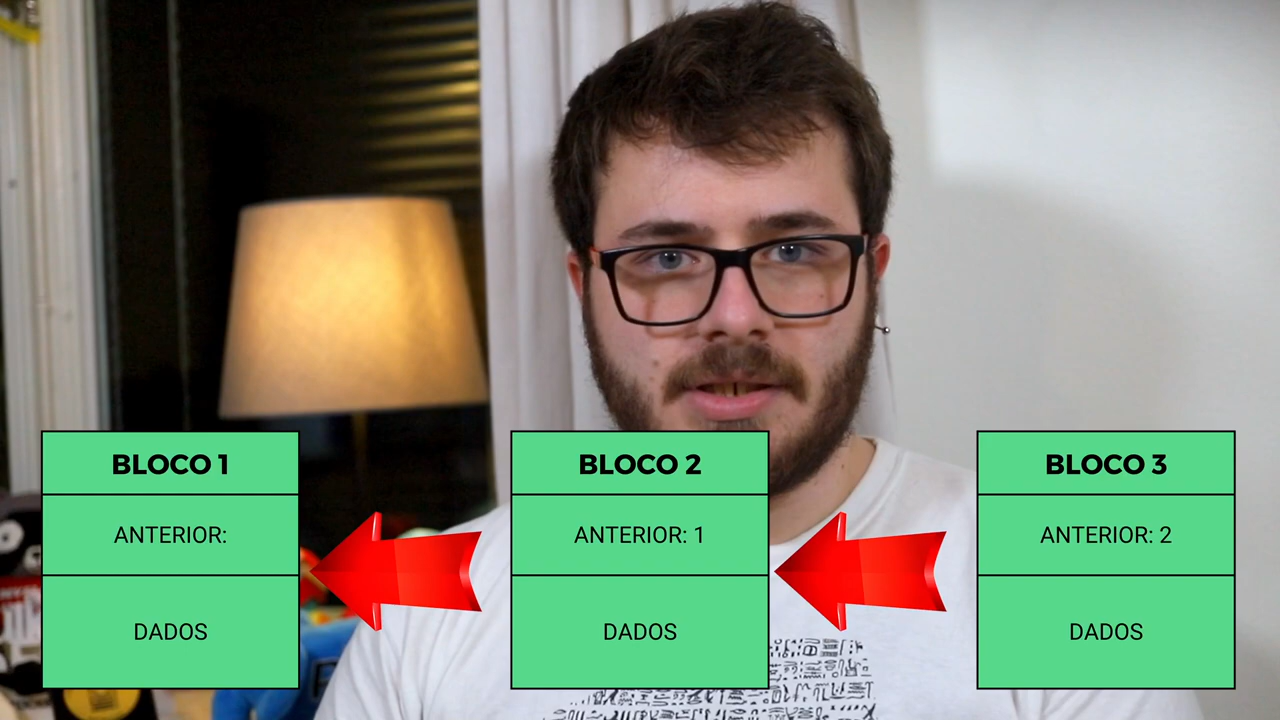 BLOCO 1
ANTERIOR:
DADOS
BLOCO 2
ANTERIOR: 1
DADOS
BLOCO 3
ANTERIOR: 2
DADOS